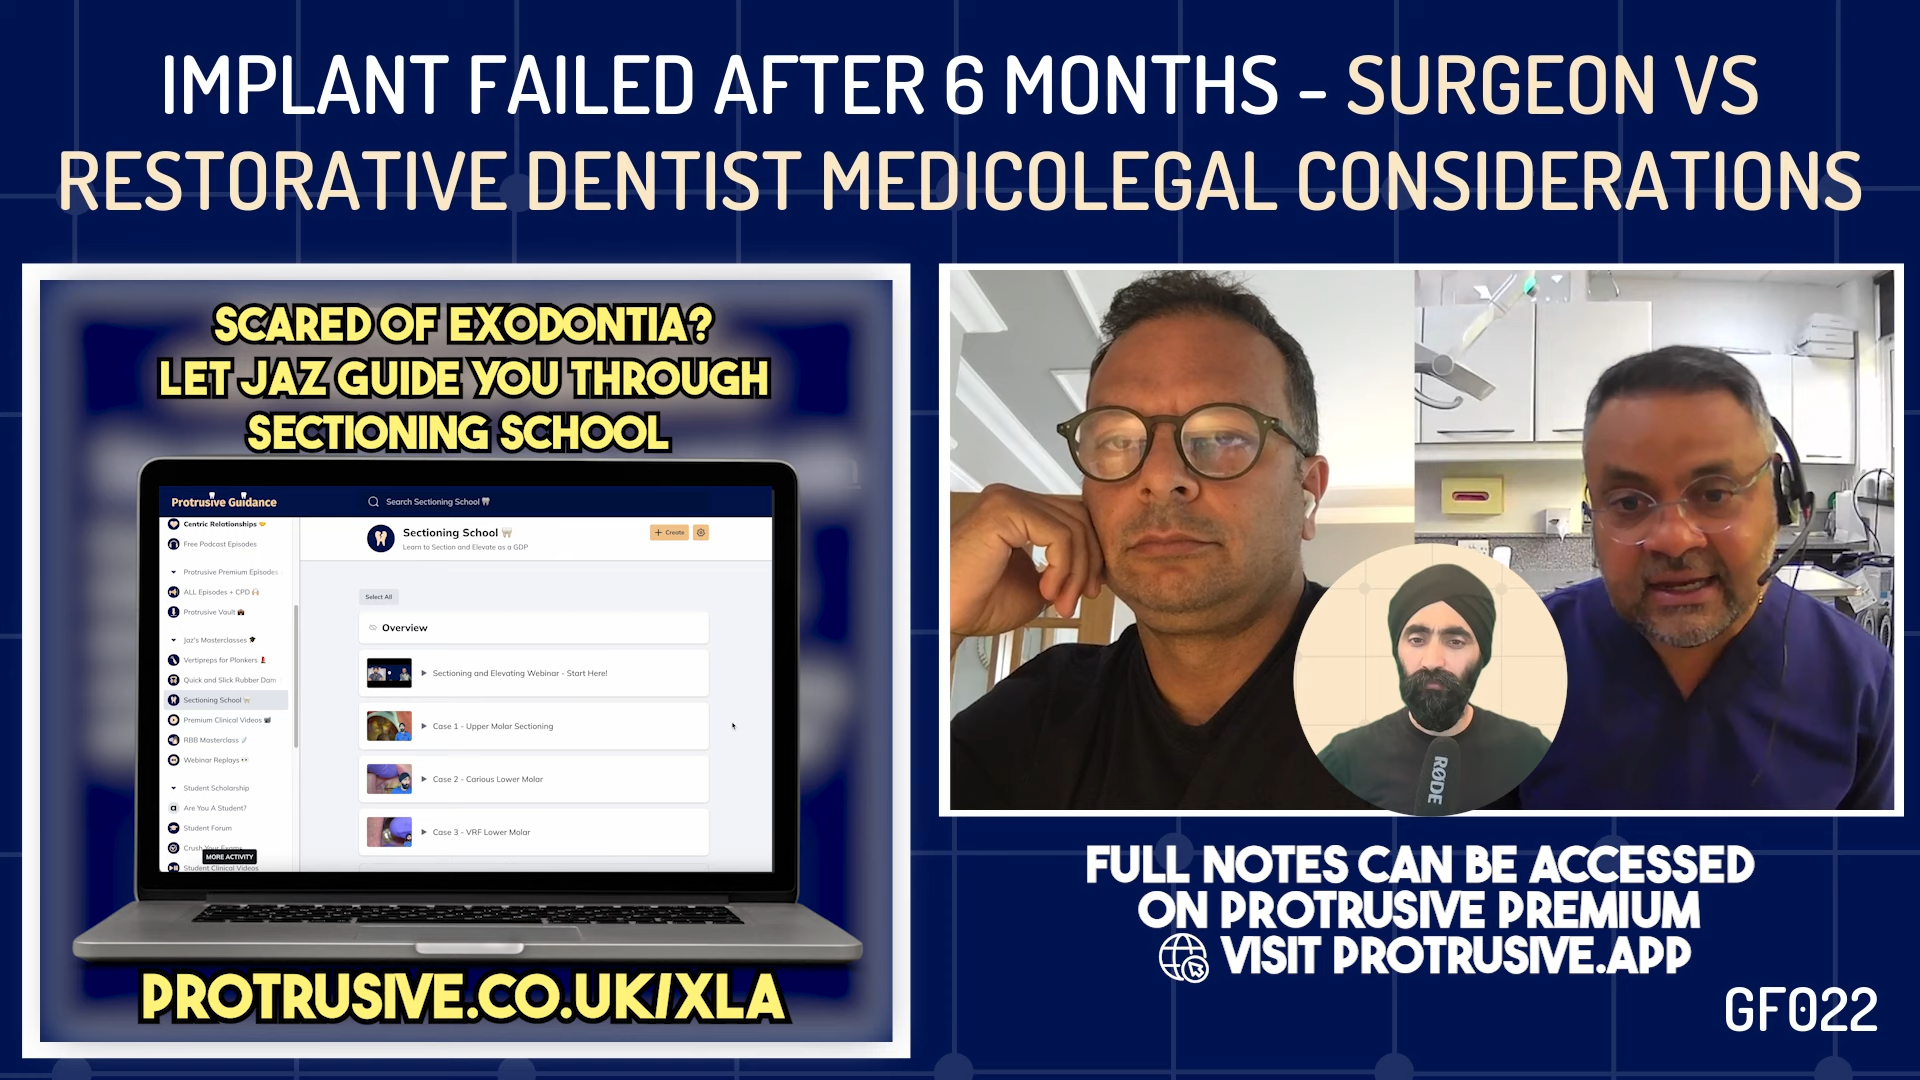 IMPLANT FAILED AFTER 6 MONTHS - SURGEON VS
RESTORATIVE DENTIST MEDICOLEGAL CONSIDERATIONS
SCARED OF EXODONTIA?
LET JAZ GUIDE YOU THROUGH
SECTIONING SCHOOL
Protrusive Guidance
Search Sectioning School
Centric Relationships
Free Podcast Episodes
Protrusive Premium Episodes
ALL Episodes + CPD
Protrusive Vault
Jaz's Masterclasses
Vertipreps for Plonkers
Quick and Slick Rubber Dam
Sectioning School
Premium Clinical Videos
RBB Masterclass
Webinar Replays
Student Scholarship
Are You A Student?
Student Forum
Crush Your Exams
MORE ACTIVITY
Student Clinical Videos
Sectioning School
Learn to Section and Elevate as a GDP
+ Create
Select All
Overview
Sectioning and Elevating Webinar - Start Here!
Case 1 - Upper Molar Sectioning
Case 2 - Carious Lower Molar
Case 3 - VRF Lower Molar
PROTRUSIVE.CO.UK/XLA
RØDE
FULL NOTES CAN BE ACCESSED
ON PROTRUSIVE PREMIUM
VISIT PROTRUSIVE.APP
GF022